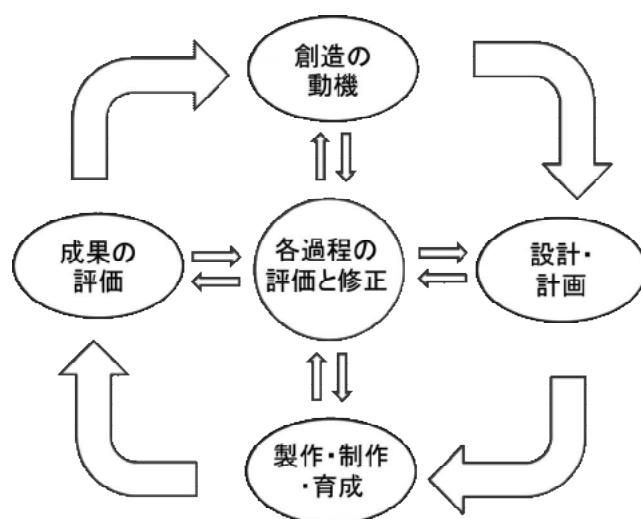 創造の
動機
成果の
評価
各過程の
評価と修正
設計・
計画
製作・制作
・育成